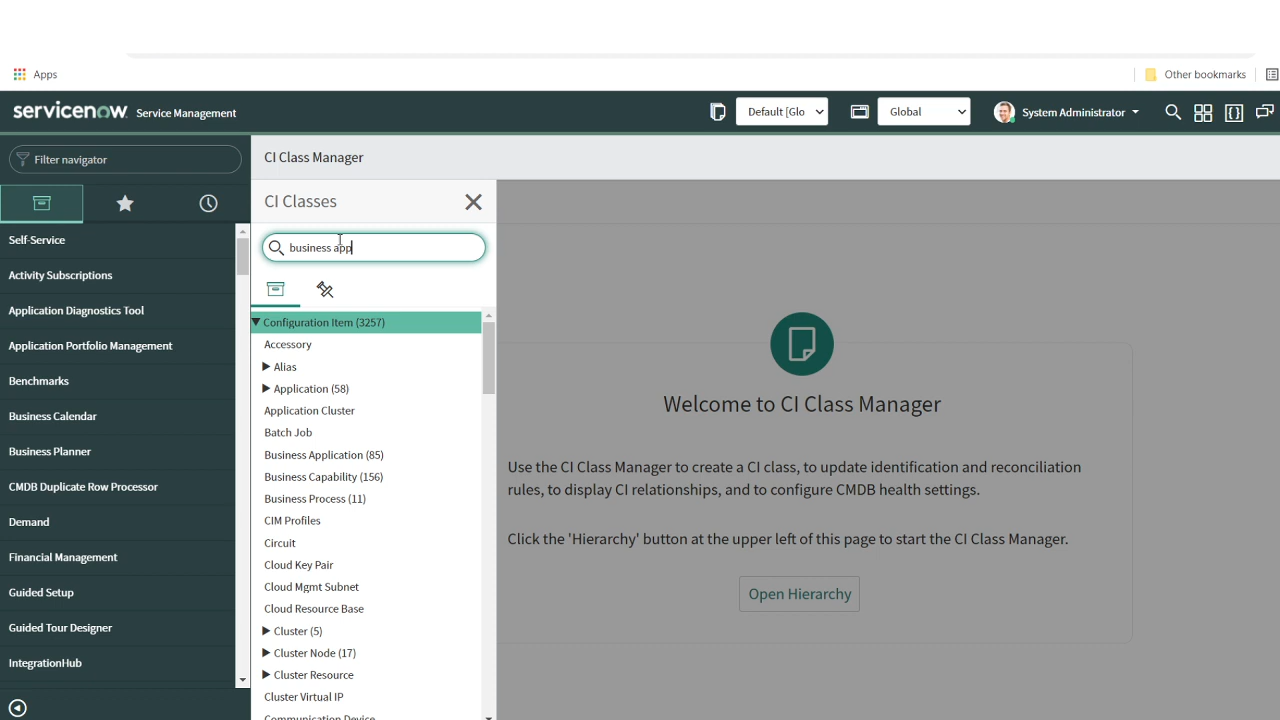 Apps
Other bookmarks
servicenow Service Management
Default [Glo
Global
System Administrator
Filter navigator
Self-Service
Activity Subscriptions
Application Diagnostics Tool
Application Portfolio Management
Benchmarks
Business Calendar
Business Planner
CMDB Duplicate Row Processor
Demand
Financial Management
Guided Setup
Guided Tour Designer
IntegrationHub
CI Class Manager
CI Classes
business app
Configuration Item (3257)
Accessory
Alias
Application (58)
Application Cluster
Batch Job
Business Application (85)
Business Capability (156)
Business Process (11)
CIM Profiles
Circuit
Cloud Key Pair
Cloud Mgmt Subnet
Cloud Resource Base
Cluster (5)
Cluster Node (17)
Cluster Resource
Cluster Virtual IP
Communication Device
Welcome to CI Class Manager
Use the CI Class Manager to create a CI class, to update identification and reconciliation
rules, to display CI relationships, and to configure CMDB health settings.
Click the 'Hierarchy' button at the upper left of this page to start the CI Class Manager.
Open Hierarchy